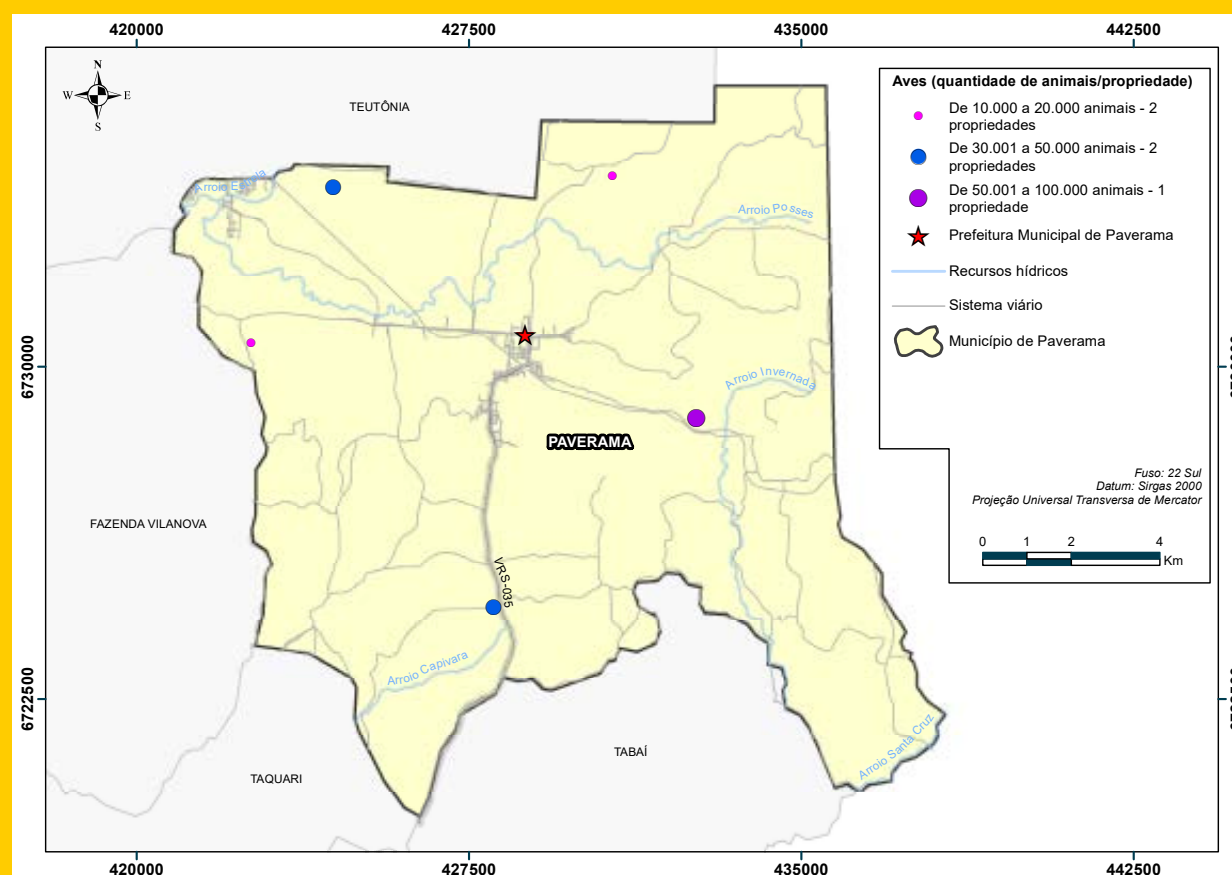 420000
427500
435000
442500
N
W
E
S
TEUTÔNIA
Aves (quantidade de animais/propriedade)
De 10.000 a 20.000 animais - 2
propriedades
De 30.001 a 50.000 animais - 2
propriedades
De 50.001 a 100.000 animais - 1
propriedade
Prefeitura Municipal de Paverama
Recursos hídricos
Sistema viário
Município de Paverama
Fuso: 22 Sul
Datum: Sirgas 2000
Projeção Universal Transversa de Mercator
0
1
2
4
Km
Arroio
Arroio Posses
6730000
Arroio Invernada
PAVERAMA
FAZENDA VILANOVA
VRS-035
Arroio Capivara
6722500
Arroio Santa Cruz
TABAÍ
TAQUARI
420000
427500
435000
442500